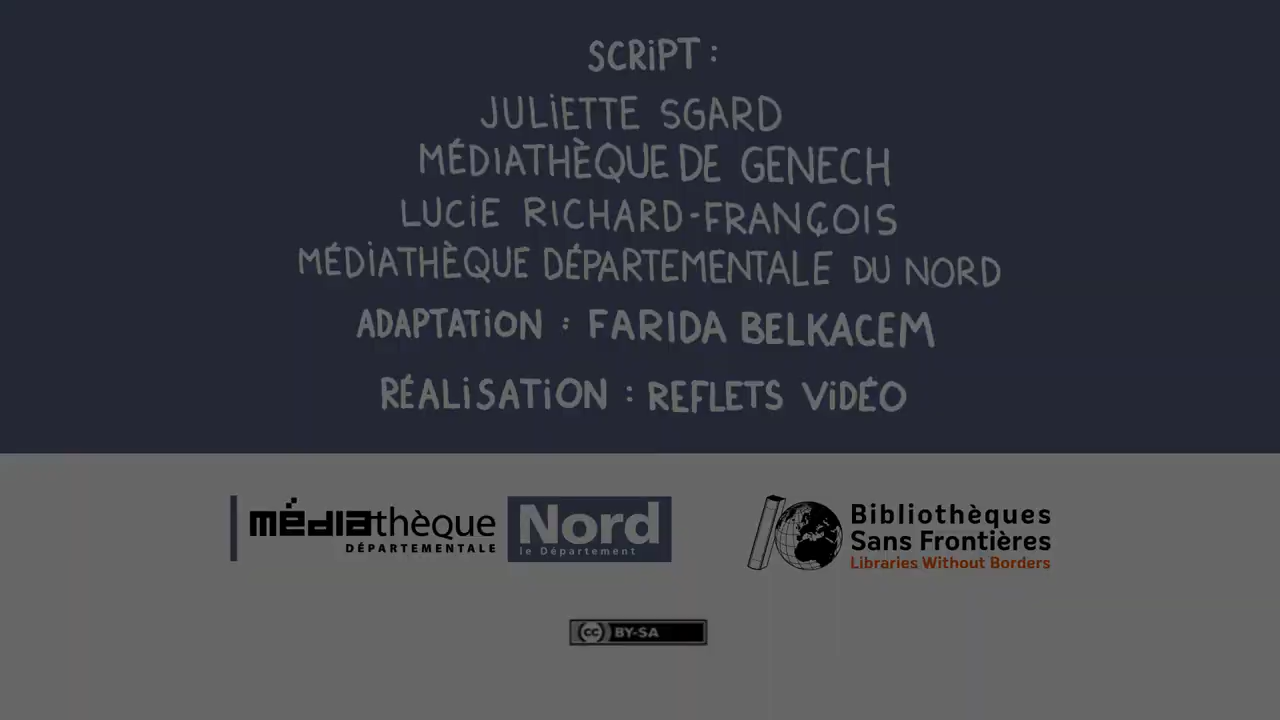 SCRIPT :
JULIETTE SGARD
MÉDIATHÈQUE DE GENECH
LUCIE RICHARD-FRANÇOIS
MÉDIATHÈQUE DÉPARTEMENTALE DU NORD
ADAPTATION : FARIDA BELKACEM
RÉALISATION : REFLETS VIDÉO
médiathèque
DÉPARTEMENTALE
Nord
le Département
Bibliothèques
Sans Frontières
Libraries Without Borders
cc BY-SA